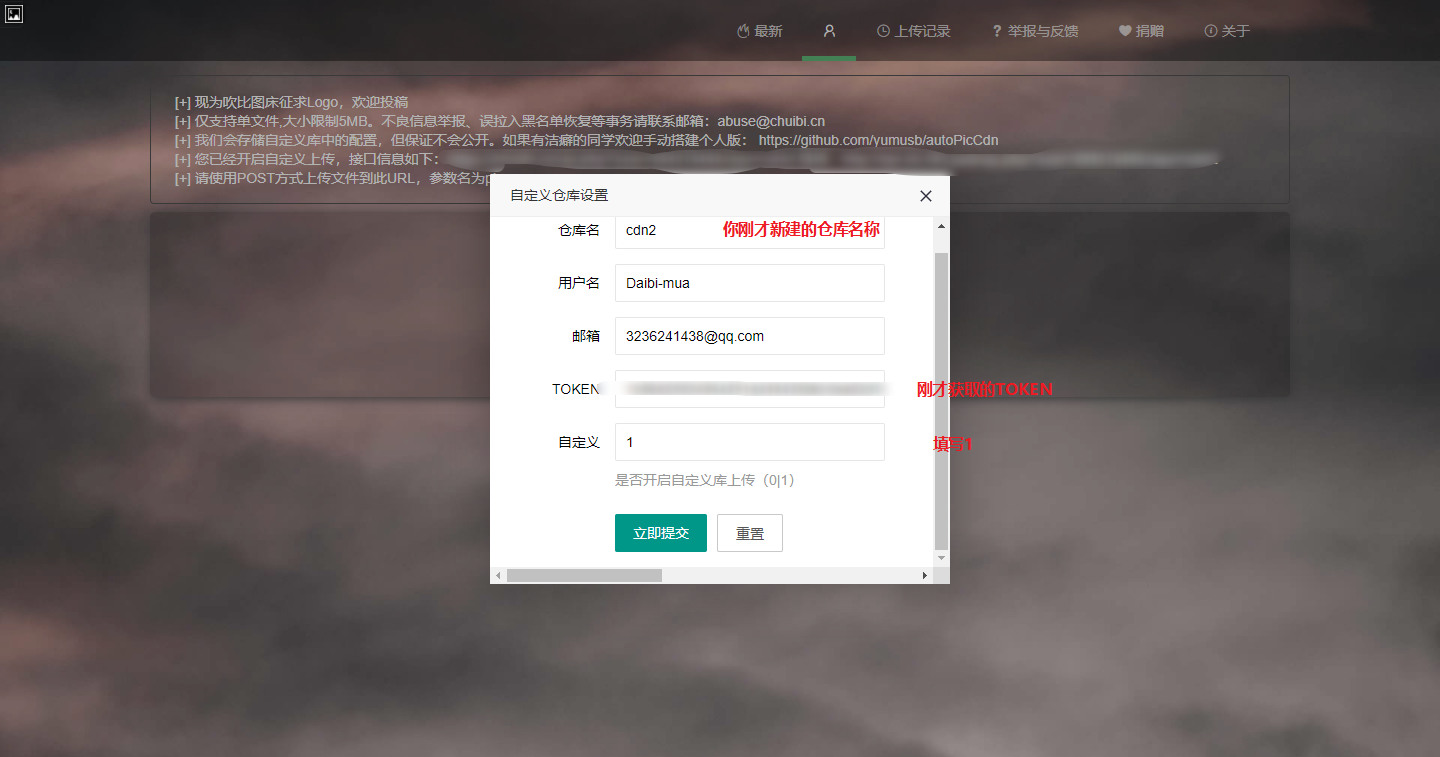 最新
上传记录
? 举报与反馈
捐赠
关于
[+] 现为吹比图床征求Logo，欢迎投稿
[+] 仅支持单文件,大小限制5MB。不良信息举报、误拉入黑名单恢复等事务请联系邮箱：abuse@chuibi.cn
[+] 我们会存储自定义库中的配置，但保证不会公开。如果有洁癖的同学欢迎手动搭建个人版： https://github.com/yumusb/autoPicCdn
[+] 您已经开启自定义上传，接口信息如下：
[+] 请使用POST方式上传文件到此URL，参数名为
自定义仓库设置
仓库名 cdn2 你刚才新建的仓库名称
用户名 Daibi-mua
邮箱 3236241438@qq.com
TOKEN 刚才获取的TOKEN
自定义 1 填写1
是否开启自定义库上传（0|1）
立即提交 重置